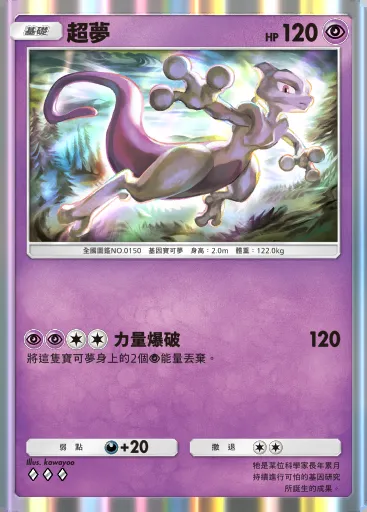 基礎 超夢 HP 120
全國圖鑑NO.0150 基因寶可夢 身高：2.0m 體重：122.0kg
力量爆破 120
將這隻寶可夢身上的2個能量丟棄。
弱點 +20 撤退
Illus. kawayoo
牠是某位科學家長年累月
持續進行可怕的基因研究
所誕生的成果。